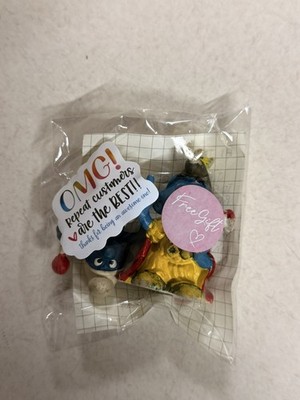 OMG!
Repeat customers
are the BEST!!
thanks for being an awesome one!
Free Gift